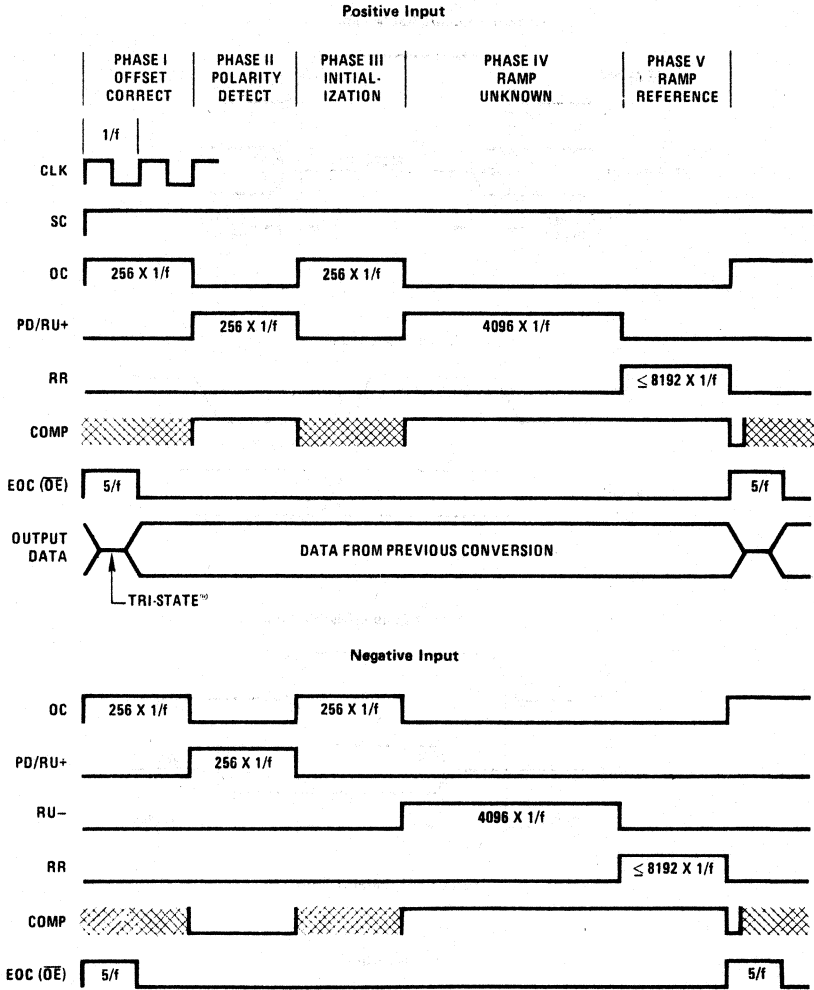 Positive Input
PHASE I OFFSET CORRECT
PHASE II POLARITY DETECT
PHASE III INITIAL-IZATION
PHASE IV RAMP UNKNOWN
PHASE V RAMP REFERENCE
1/f
CLK
SC
OC 256 X 1/f 256 X 1/f
PD/RU+ 256 X 1/f 4096 X 1/f
RR ≤ 8192 X 1/f
COMP
EOC (O̅E̅) 5/f 5/f
OUTPUT DATA DATA FROM PREVIOUS CONVERSION
TRI-STATE™
Negative Input
OC 256 X 1/f 256 X 1/f
PD/RU+ 256 X 1/f
RU− 4096 X 1/f
RR ≤ 8192 X 1/f
COMP
EOC (O̅E̅) 5/f 5/f